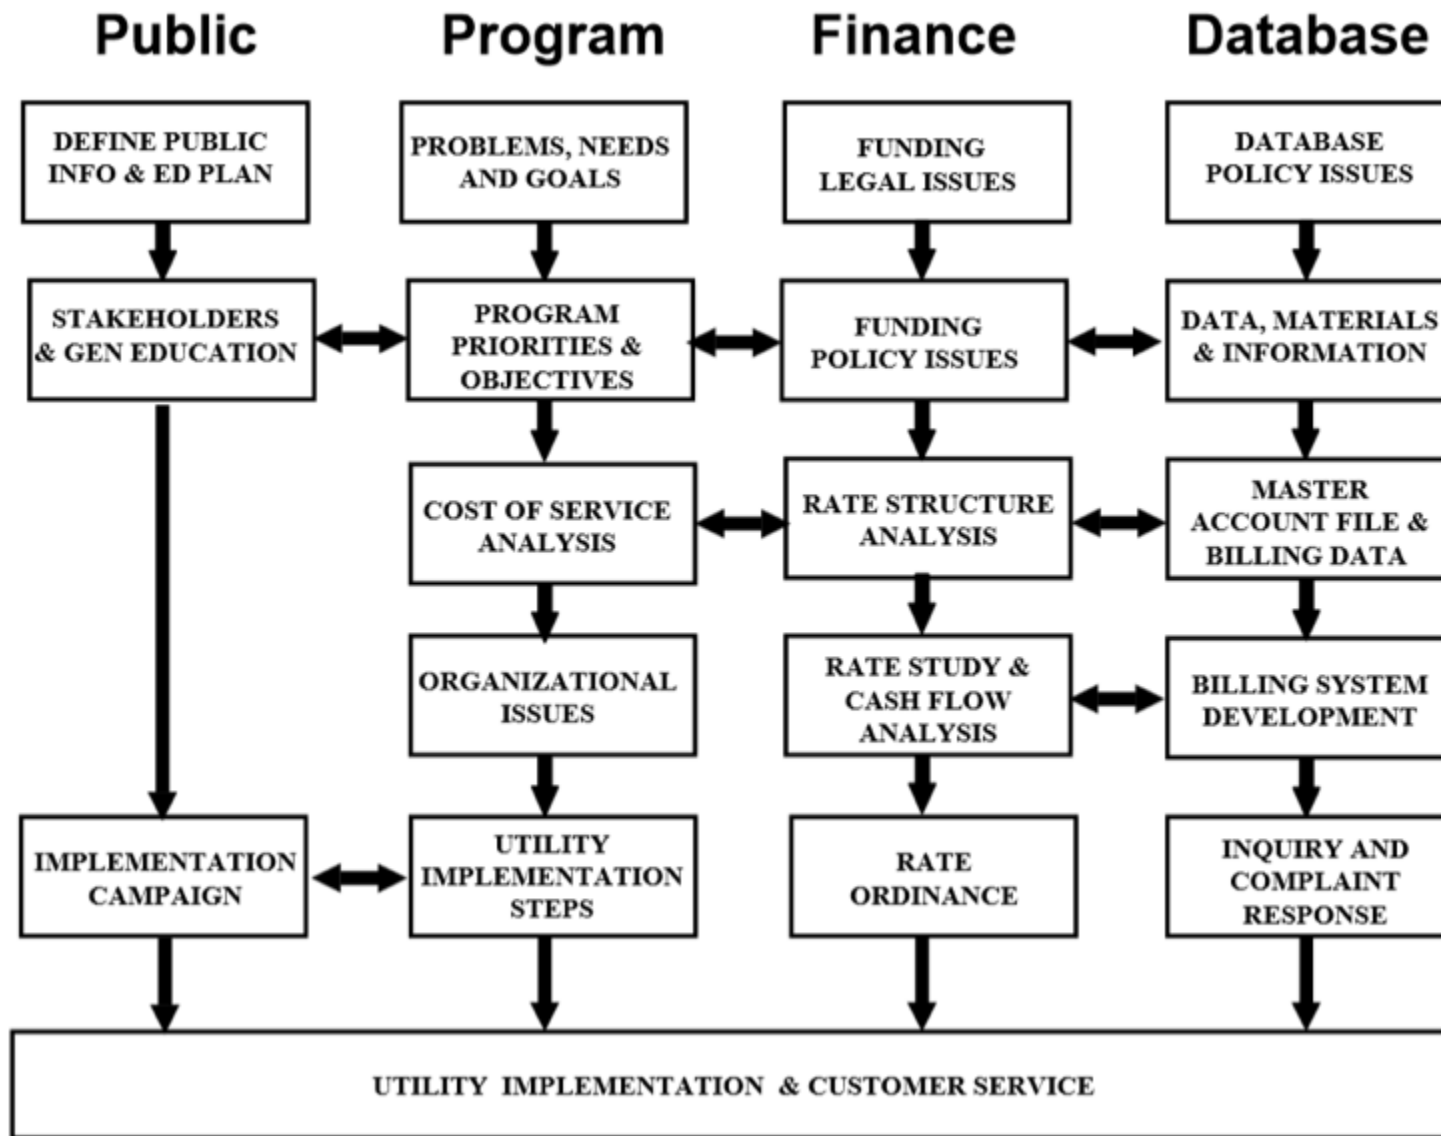 Public
Program
Finance
Database
DEFINE PUBLIC
INFO & ED PLAN
PROBLEMS, NEEDS
AND GOALS
FUNDING
LEGAL ISSUES
DATABASE
POLICY ISSUES
STAKEHOLDERS
& GEN EDUCATION
PROGRAM
PRIORITIES &
OBJECTIVES
FUNDING
POLICY ISSUES
DATA, MATERIALS
& INFORMATION
COST OF SERVICE
ANALYSIS
RATE STRUCTURE
ANALYSIS
MASTER
ACCOUNT FILE &
BILLING DATA
ORGANIZATIONAL
ISSUES
RATE STUDY &
CASH FLOW
ANALYSIS
BILLING SYSTEM
DEVELOPMENT
IMPLEMENTATION
CAMPAIGN
UTILITY
IMPLEMENTATION
STEPS
RATE
ORDINANCE
INQUIRY AND
COMPLAINT
RESPONSE
UTILITY IMPLEMENTATION & CUSTOMER SERVICE